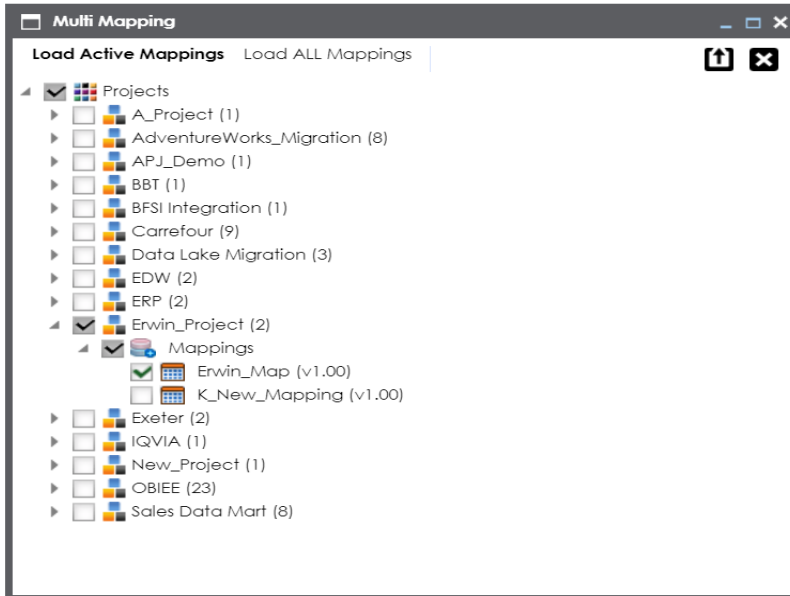 Multi Mapping
Load Active Mappings Load ALL Mappings
Projects
A_Project (1)
AdventureWorks_Migration (8)
APJ_Demo (1)
BBT (1)
BFSI Integration (1)
Carrefour (9)
Data Lake Migration (3)
EDW (2)
ERP (2)
Erwin_Project (2)
Mappings
Erwin_Map (v1.00)
K_New_Mapping (v1.00)
Exeter (2)
IQVIA (1)
New_Project (1)
OBIEE (23)
Sales Data Mart (8)